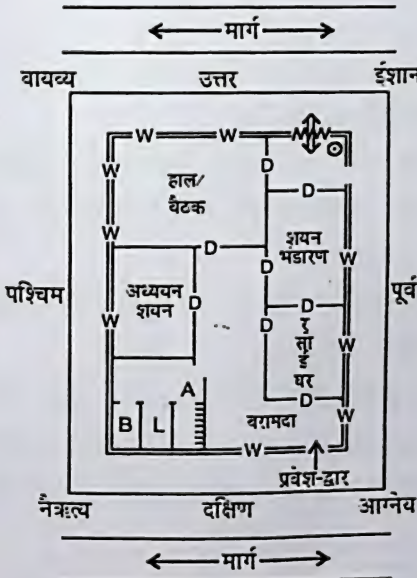 मार्ग
वायव्य उत्तर ईशान
W W W W
W D
हाल/ बैठक
D
W D शयन भंडारण W
पश्चिम अध्ययन शयन D पूर्व
W D D
रसोई घर W
A D
B L बरामदा W
W
प्रवेश-द्वार
नैऋत्य दक्षिण आग्नेय
मार्ग